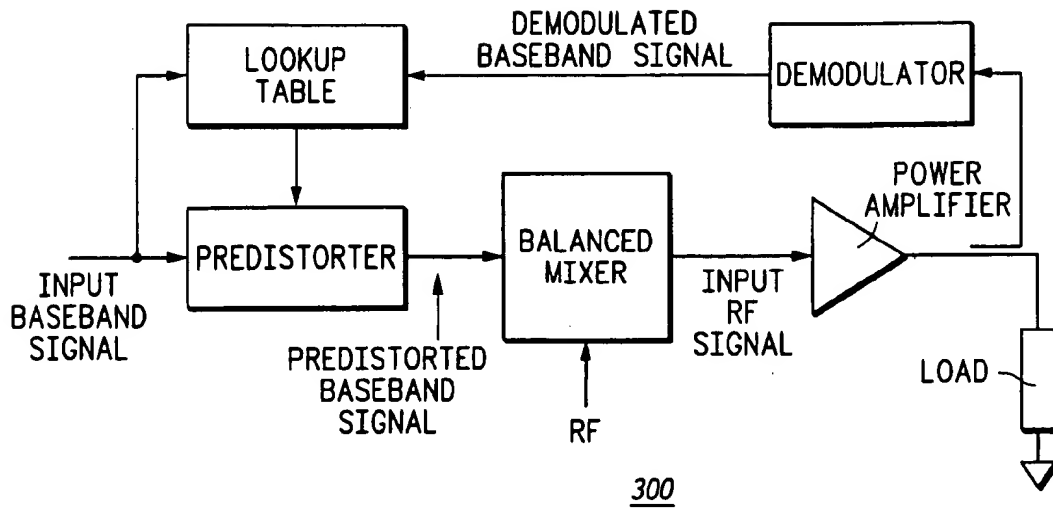 LOOKUP
TABLE
DEMODULATED
BASEBAND SIGNAL
DEMODULATOR
POWER
AMPLIFIER
PREDISTORTER
BALANCED
MIXER
INPUT
BASEBAND
SIGNAL
PREDISTORTED
BASEBAND
SIGNAL
INPUT
RF
SIGNAL
RF
LOAD
300